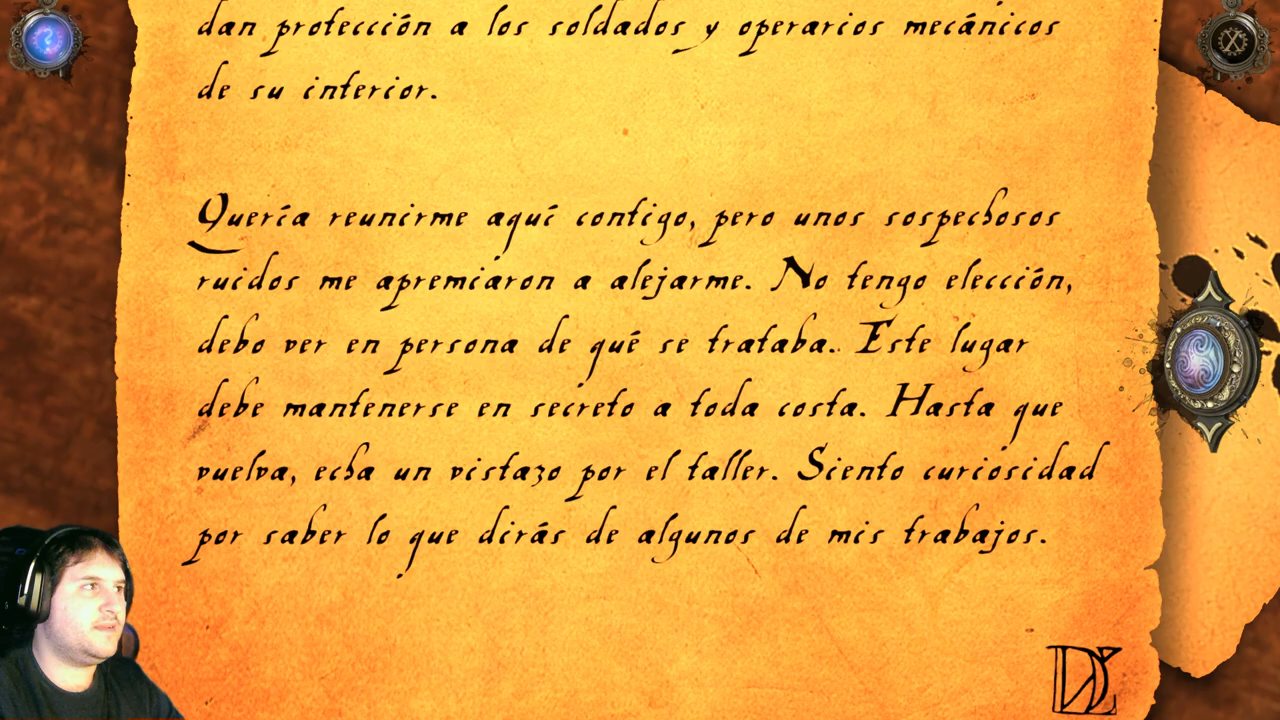 dan protección a los soldados y operarios mecánicos
de su interior.
Quería reunirme aquí contigo, pero unos sospechosos
ruidos me apremiaron a alejarme. No tengo elección,
debo ver en persona de qué se trataba. Este lugar
debe mantenerse en secreto a toda costa. Hasta que
vuelva, echa un vistazo por el taller. Siento curiosidad
por saber lo que dirás de algunos de mis trabajos.